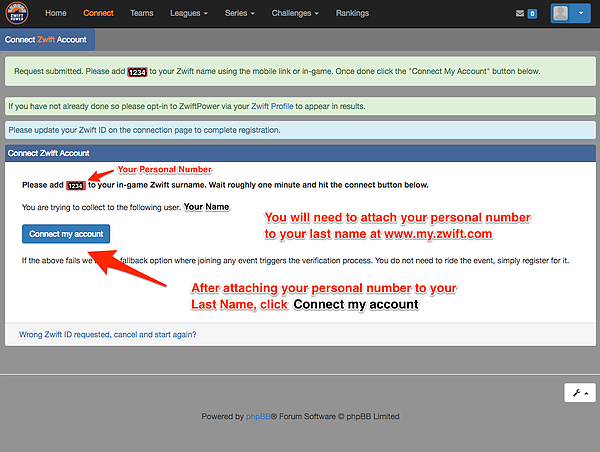 ZWIFT POWER
Home Connect Teams Leagues Series Challenges Rankings 0
Connect Zwift Account
Request submitted. Please add 1234 to your Zwift name using the mobile link or in-game. Once done click the "Connect My Account" button below.
If you have not already done so please opt-in to ZwiftPower via your Zwift Profile to appear in results.
Please update your Zwift ID on the connection page to complete registration.
Connect Zwift Account
Your Personal Number
Please add 1234 to your in-game Zwift surname. Wait roughly one minute and hit the connect button below.
You are trying to collect to the following user. Your Name
You will need to attach your personal number
to your last name at www.my.zwift.com
Connect my account
If the above fails we fallback option where joining any event triggers the verification process. You do not need to ride the event, simply register for it.
After attaching your personal number to your
Last Name, click Connect my account
Wrong Zwift ID requested, cancel and start again?
Powered by phpBB® Forum Software © phpBB Limited